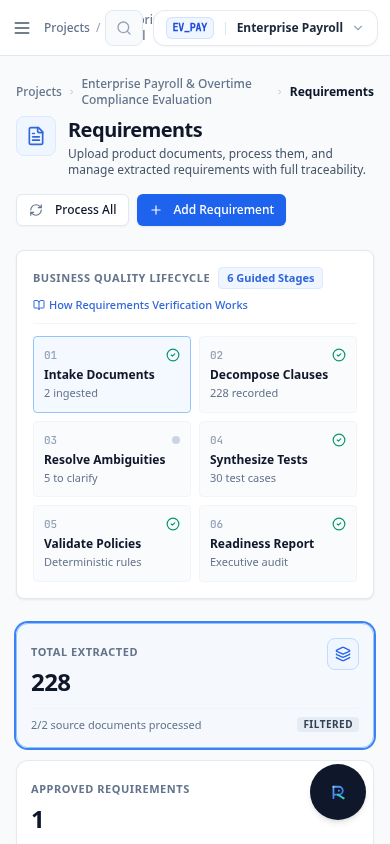 Projects /
EV_PAY
Enterprise Payroll
Projects
Enterprise Payroll & Overtime
Compliance Evaluation
Requirements
Requirements
Upload product documents, process them, and
manage extracted requirements with full traceability.
Process All
Add Requirement
BUSINESS QUALITY LIFECYCLE
6 Guided Stages
How Requirements Verification Works
01
Intake Documents
2 ingested
02
Decompose Clauses
228 recorded
03
Resolve Ambiguities
5 to clarify
04
Synthesize Tests
30 test cases
05
Validate Policies
Deterministic rules
06
Readiness Report
Executive audit
TOTAL EXTRACTED
228
2/2 source documents processed
FILTERED
APPROVED REQUIREMENTS
1